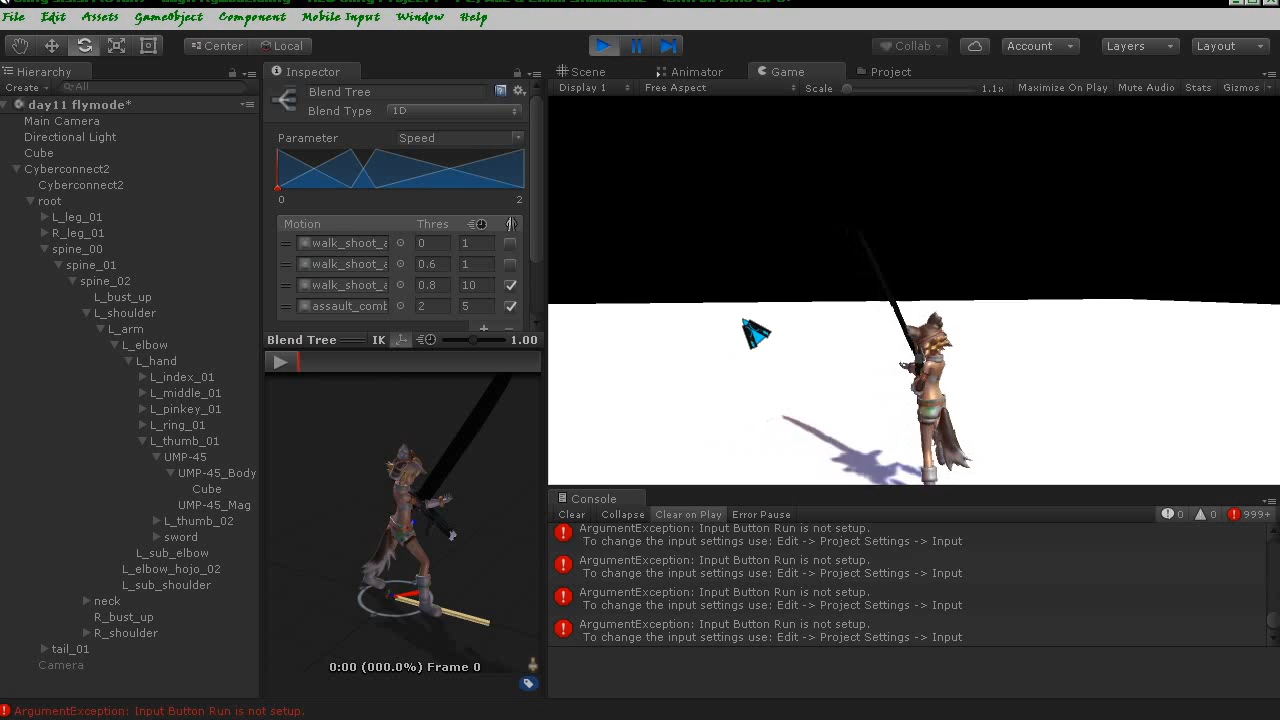 File Edit Assets GameObject Component Mobile Input Window Help
Center Local Collab Account Layers Layout
Hierarchy
Create All
day11 flymode*
Main Camera
Directional Light
Cube
Cyberconnect2
Cyberconnect2
root
L_leg_01
R_leg_01
spine_00
spine_01
spine_02
L_bust_up
L_shoulder
L_arm
L_elbow
L_hand
L_index_01
L_middle_01
L_pinkey_01
L_ring_01
L_thumb_01
UMP-45
UMP-45_Body
Cube
UMP-45_Mag
L_thumb_02
sword
L_sub_elbow
L_elbow_hojo_02
L_sub_shoulder
neck
R_bust_up
R_shoulder
tail_01
Camera
Inspector
Blend Tree
Blend Type 1D
Parameter Speed
0 2
Motion Thres
walk_shoot_a 0 1
walk_shoot_a 0.6 1
walk_shoot_a 0.8 10
assault_comb 2 5
Blend Tree IK 1.00
0:00 (000.0%) Frame 0
Scene Animator Game Project
Display 1 Free Aspect Scale 1.1x Maximize On Play Mute Audio Stats Gizmos
Console
Clear Collapse Clear on Play Error Pause 0 0 999+
ArgumentException: Input Button Run is not setup.
To change the input settings use: Edit -> Project Settings -> Input
ArgumentException: Input Button Run is not setup.
To change the input settings use: Edit -> Project Settings -> Input
ArgumentException: Input Button Run is not setup.
To change the input settings use: Edit -> Project Settings -> Input
ArgumentException: Input Button Run is not setup.
To change the input settings use: Edit -> Project Settings -> Input
ArgumentException: Input Button Run is not setup.